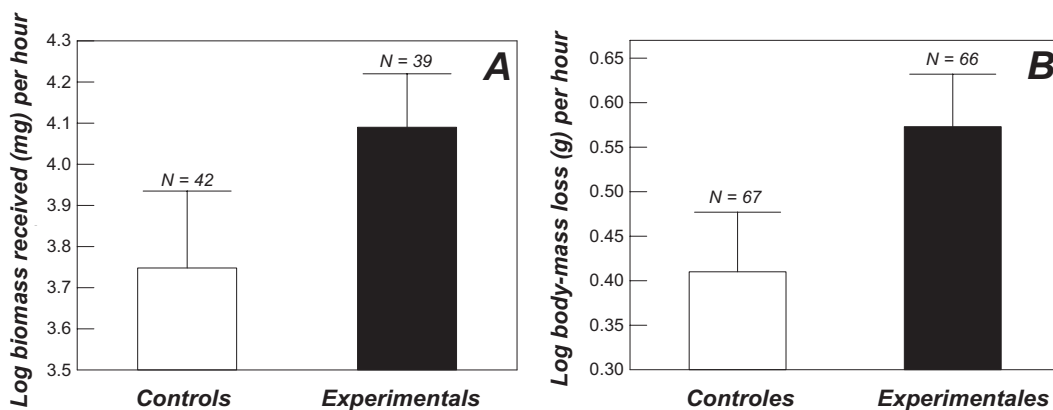 Log biomass received (mg) per hour
4.3
4.2
4.1
4.0
3.9
3.8
3.7
3.6
3.5
N = 42
N = 39
A
Controls
Experimentals
Log body-mass loss (g) per hour
0.65
0.60
0.55
0.50
0.45
0.40
0.35
0.30
N = 67
N = 66
B
Controles
Experimentales